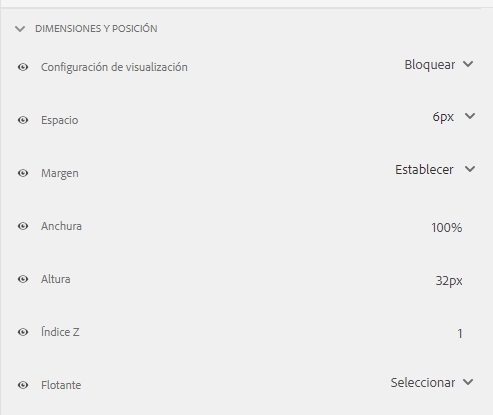 DIMENSIONES Y POSICIÓN
Configuración de visualización Bloquear
Espacio 6px
Margen Establecer
Anchura 100%
Altura 32px
Índice Z 1
Flotante Seleccionar